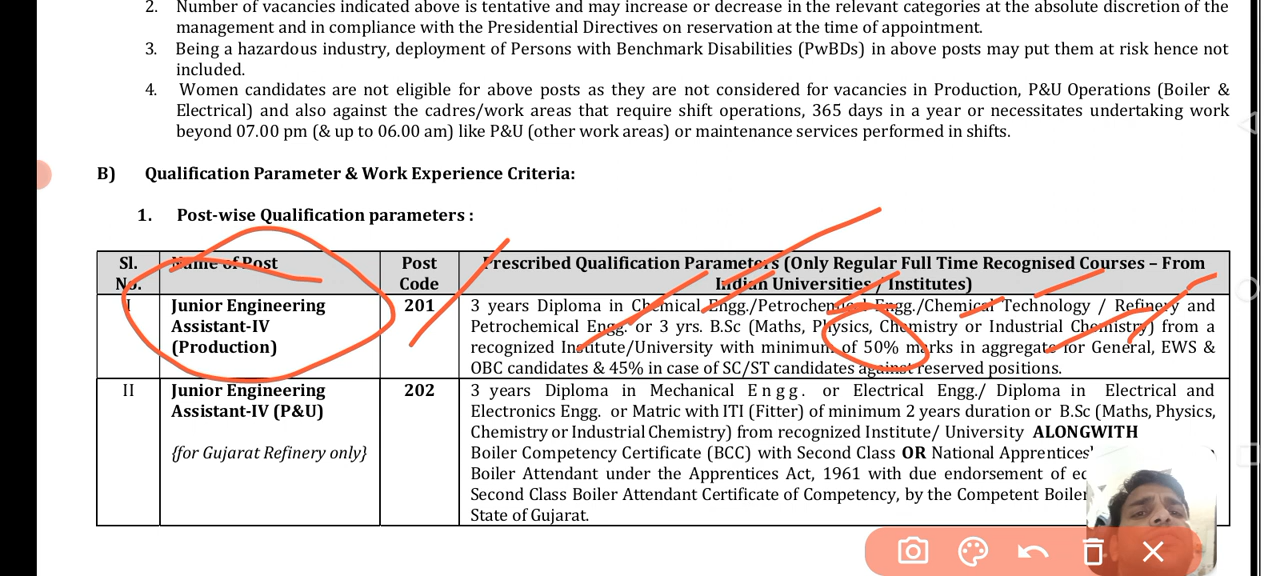 2. Number of vacancies indicated above is tentative and may increase or decrease in the relevant categories at the absolute discretion of the
management and in compliance with the Presidential Directives on reservation at the time of appointment.
3. Being a hazardous industry, deployment of Persons with Benchmark Disabilities (PwBDs) in above posts may put them at risk hence not
included.
4. Women candidates are not eligible for above posts as they are not considered for vacancies in Production, P&U Operations (Boiler &
Electrical) and also against the cadres/work areas that require shift operations, 365 days in a year or necessitates undertaking work
beyond 07.00 pm (& up to 06.00 am) like P&U (other work areas) or maintenance services performed in shifts.
B) Qualification Parameter & Work Experience Criteria:
1. Post-wise Qualification parameters :
Sl. No.
Name of Post
Post Code
Prescribed Qualification Parameters (Only Regular Full Time Recognised Courses – From
Indian Universities / Institutes)
I
Junior Engineering
Assistant-IV
(Production)
201
3 years Diploma in Chemical Engg./Petrochemical Engg./Chemical Technology / Refinery and
Petrochemical Engg. or 3 yrs. B.Sc (Maths, Physics, Chemistry or Industrial Chemistry) from a
recognized Institute/University with minimum of 50% marks in aggregate for General, EWS &
OBC candidates & 45% in case of SC/ST candidates against reserved positions.
II
Junior Engineering
Assistant-IV (P&U)
{for Gujarat Refinery only}
202
3 years Diploma in Mechanical Engg. or Electrical Engg./ Diploma in Electrical and
Electronics Engg. or Matric with ITI (Fitter) of minimum 2 years duration or B.Sc (Maths, Physics,
Chemistry or Industrial Chemistry) from recognized Institute/ University ALONGWITH
Boiler Competency Certificate (BCC) with Second Class OR National Apprentices
Boiler Attendant under the Apprentices Act, 1961 with due endorsement of
Second Class Boiler Attendant Certificate of Competency, by the Competent Boiler
State of Gujarat.